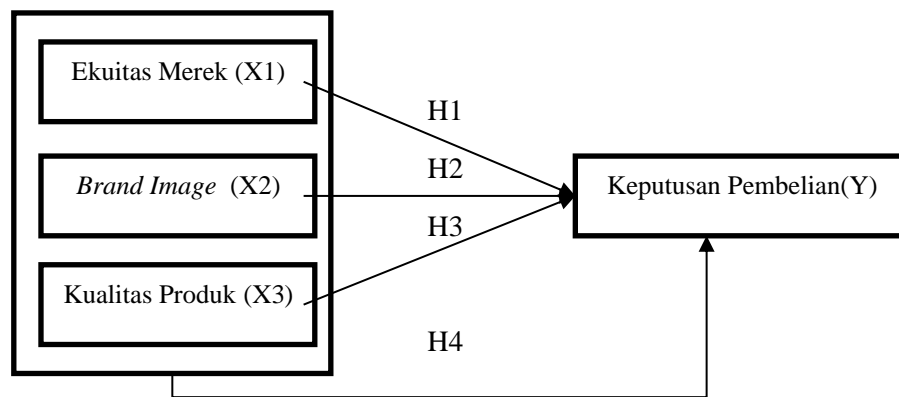 Ekuitas Merek (X1)
H1
Brand Image (X2)
H2
Keputusan Pembelian(Y)
H3
Kualitas Produk (X3)
H4